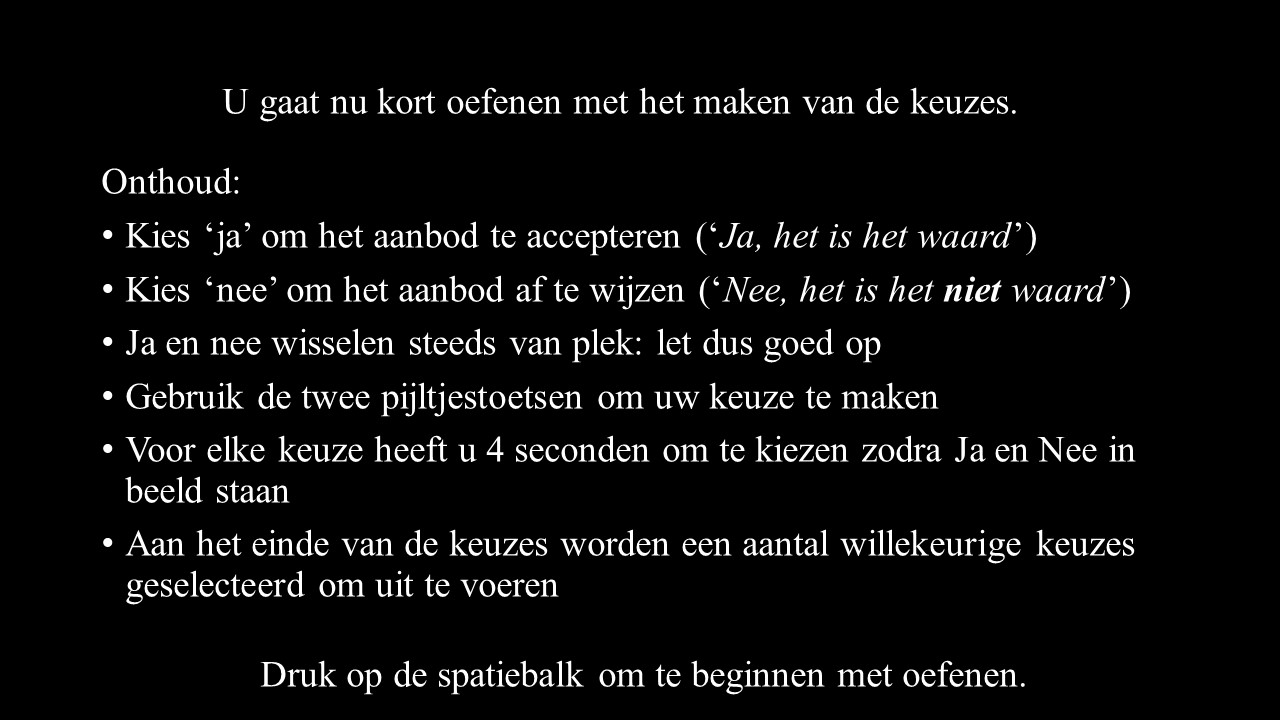 U gaat nu kort oefenen met het maken van de keuzes.
Onthoud:
• Kies ‘ja’ om het aanbod te accepteren (‘Ja, het is het waard’)
• Kies ‘nee’ om het aanbod af te wijzen (‘Nee, het is het niet waard’)
• Ja en nee wisselen steeds van plek: let dus goed op
• Gebruik de twee pijltjestoetsen om uw keuze te maken
• Voor elke keuze heeft u 4 seconden om te kiezen zodra Ja en Nee in
beeld staan
• Aan het einde van de keuzes worden een aantal willekeurige keuzes
geselecteerd om uit te voeren
Druk op de spatiebalk om te beginnen met oefenen.